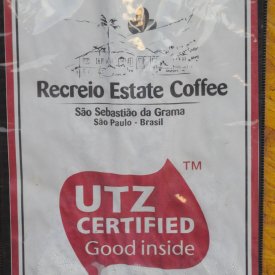 Recreio Estate Coffee
São Sebastião da Grama
São Paulo - Brasil
TM
UTZ
CERTIFIED
Good inside